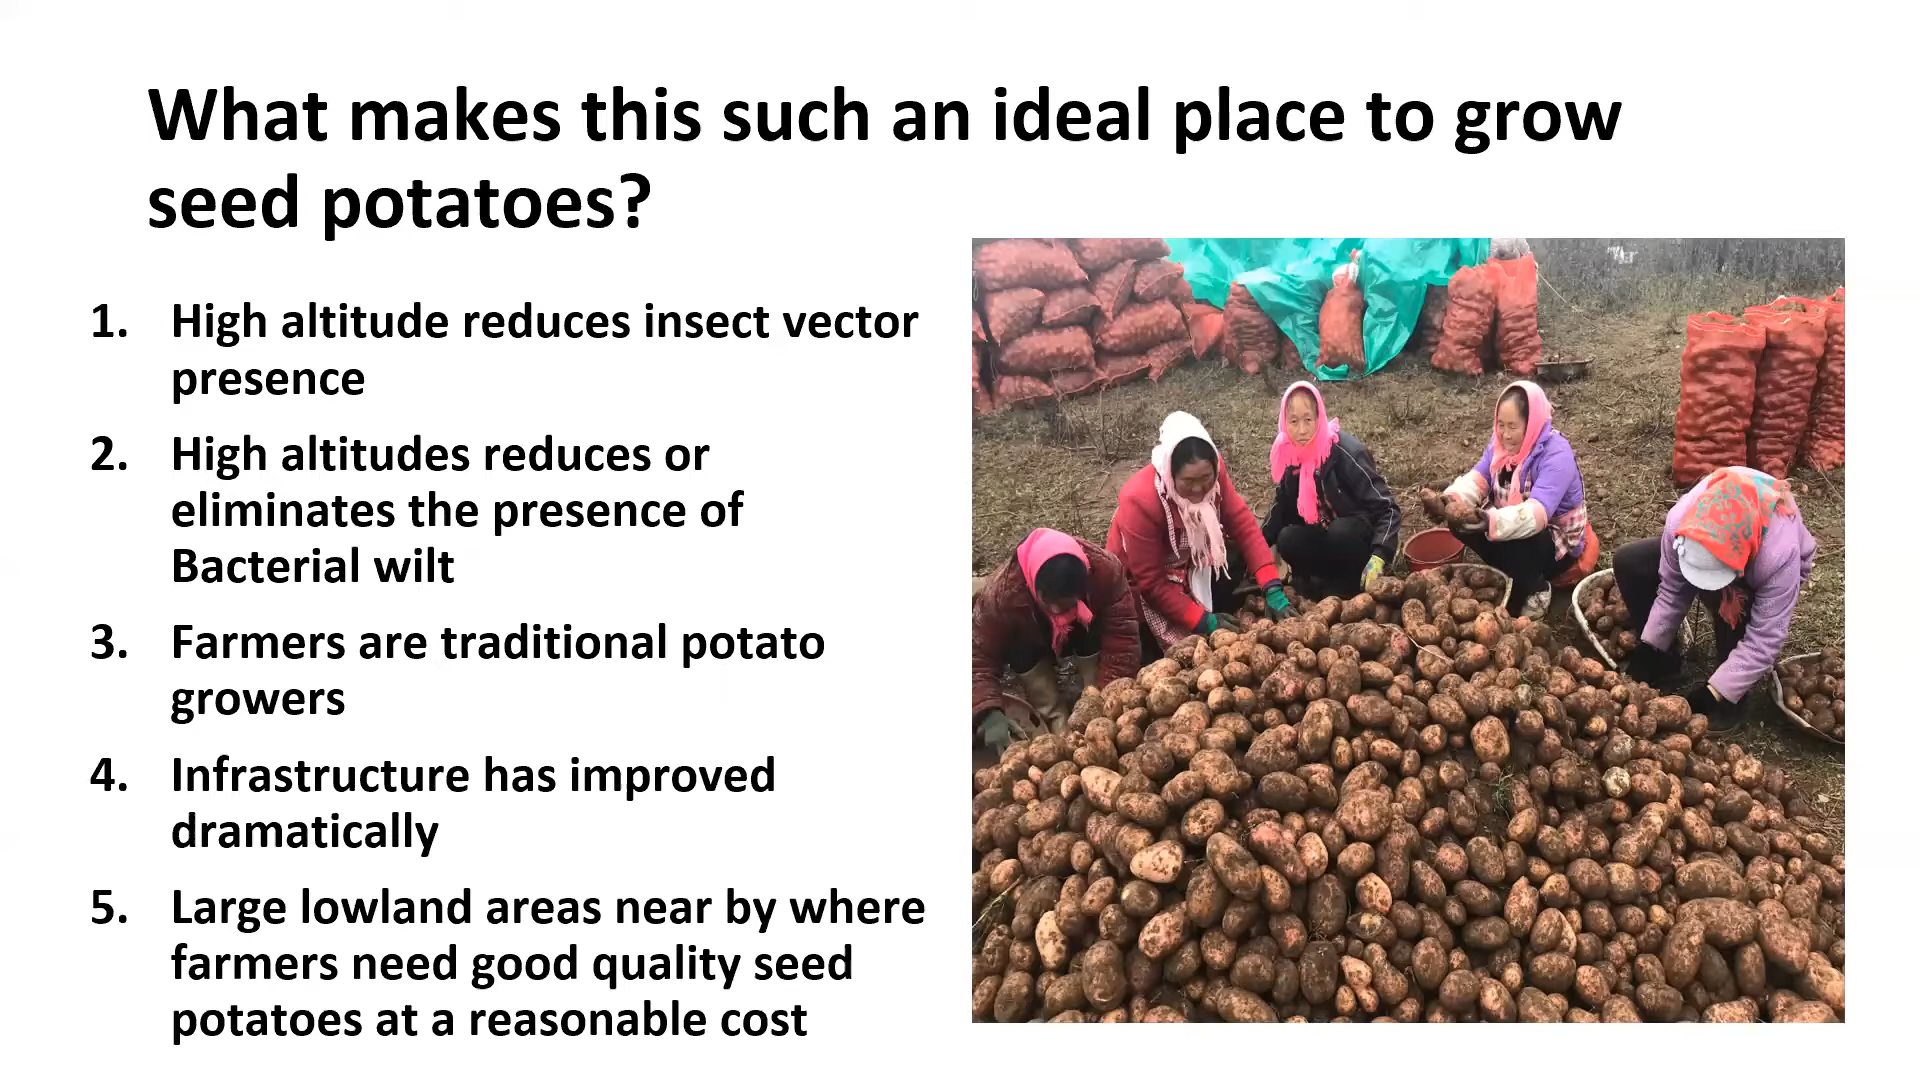 What makes this such an ideal place to grow
seed potatoes?
1. High altitude reduces insect vector
presence
2. High altitudes reduces or
eliminates the presence of
Bacterial wilt
3. Farmers are traditional potato
growers
4. Infrastructure has improved
dramatically
5. Large lowland areas near by where
farmers need good quality seed
potatoes at a reasonable cost